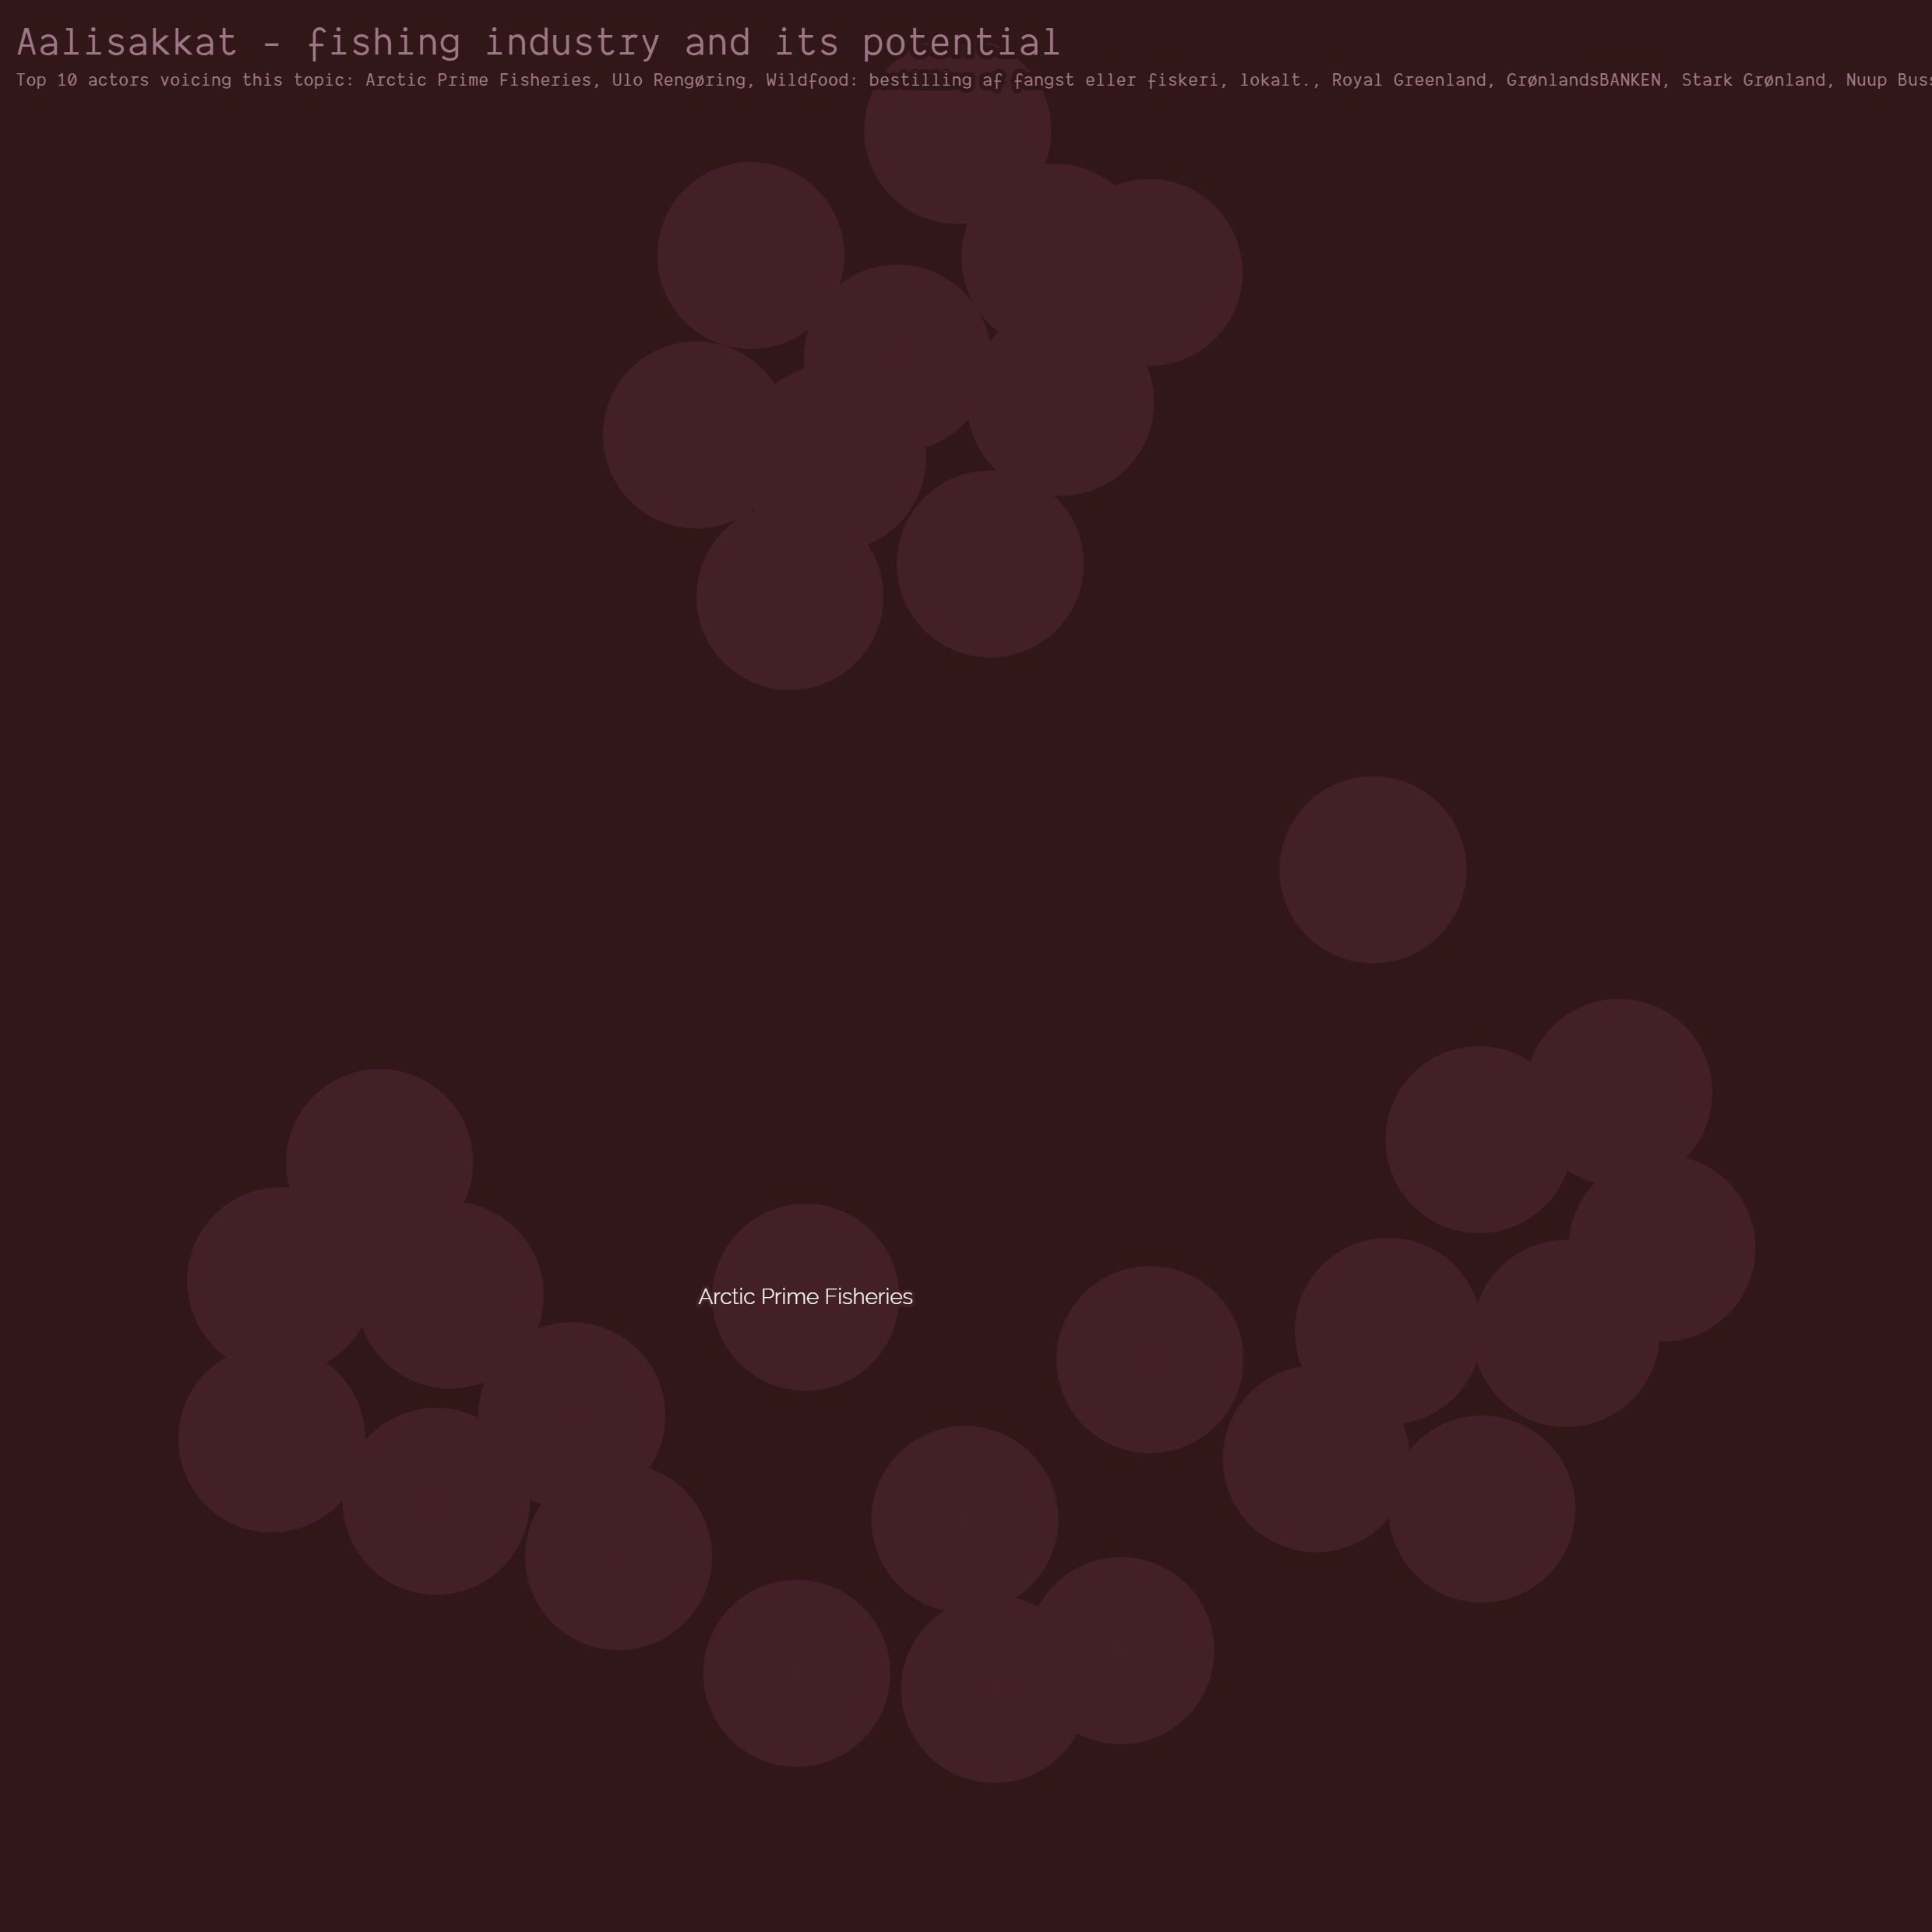 Aalisakkat - fishing industry and its potential
Top 10 actors voicing this topic: Arctic Prime Fisheries, Ulo Rengøring, Wildfood: bestilling af fangst eller fiskeri, lokalt., Royal Greenland, GrønlandsBANKEN, Stark Grønland, Nuup Bus
Arctic Prime Fisheries